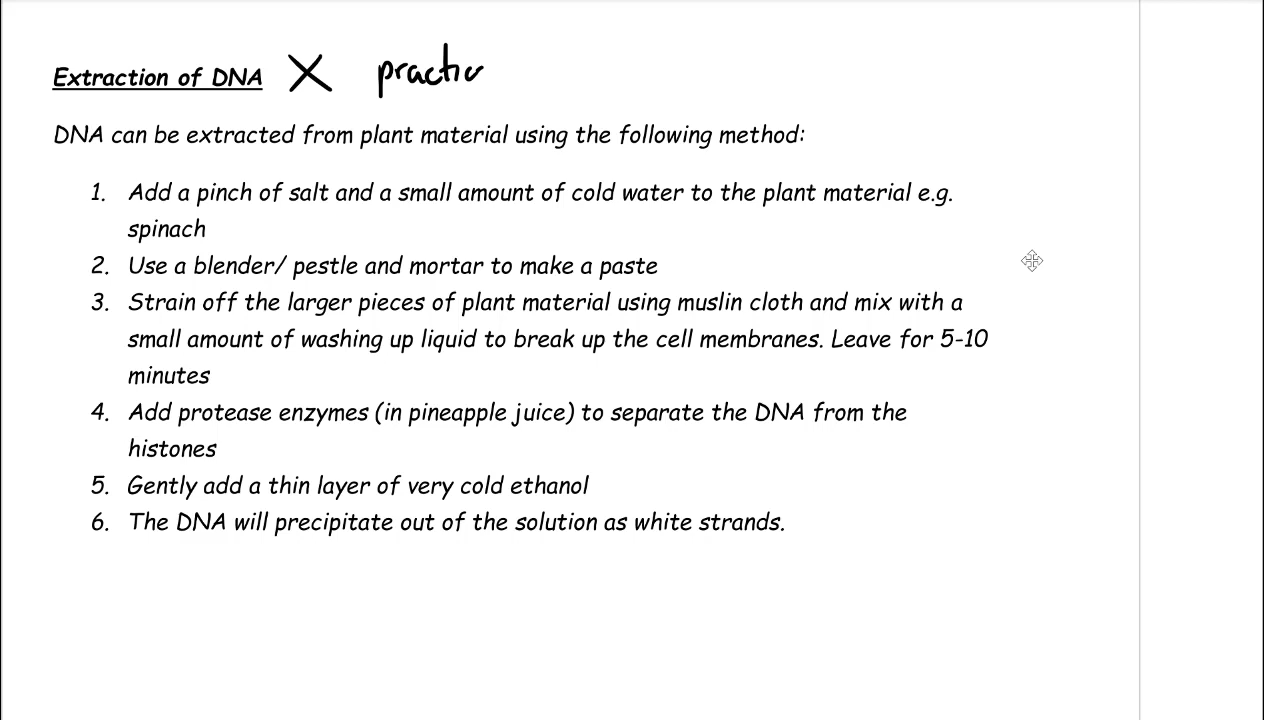 Extraction of DNA X
DNA can be extracted from plant material using the following method:
1. Add a pinch of salt and a small amount of cold water to the plant material e.g.
spinach
2. Use a blender/ pestle and mortar to make a paste
3. Strain off the larger pieces of plant material using muslin cloth and mix with a
small amount of washing up liquid to break up the cell membranes. Leave for 5-10
minutes
4. Add protease enzymes (in pineapple juice) to separate the DNA from the
histones
5. Gently add a thin layer of very cold ethanol
6. The DNA will precipitate out of the solution as white strands.